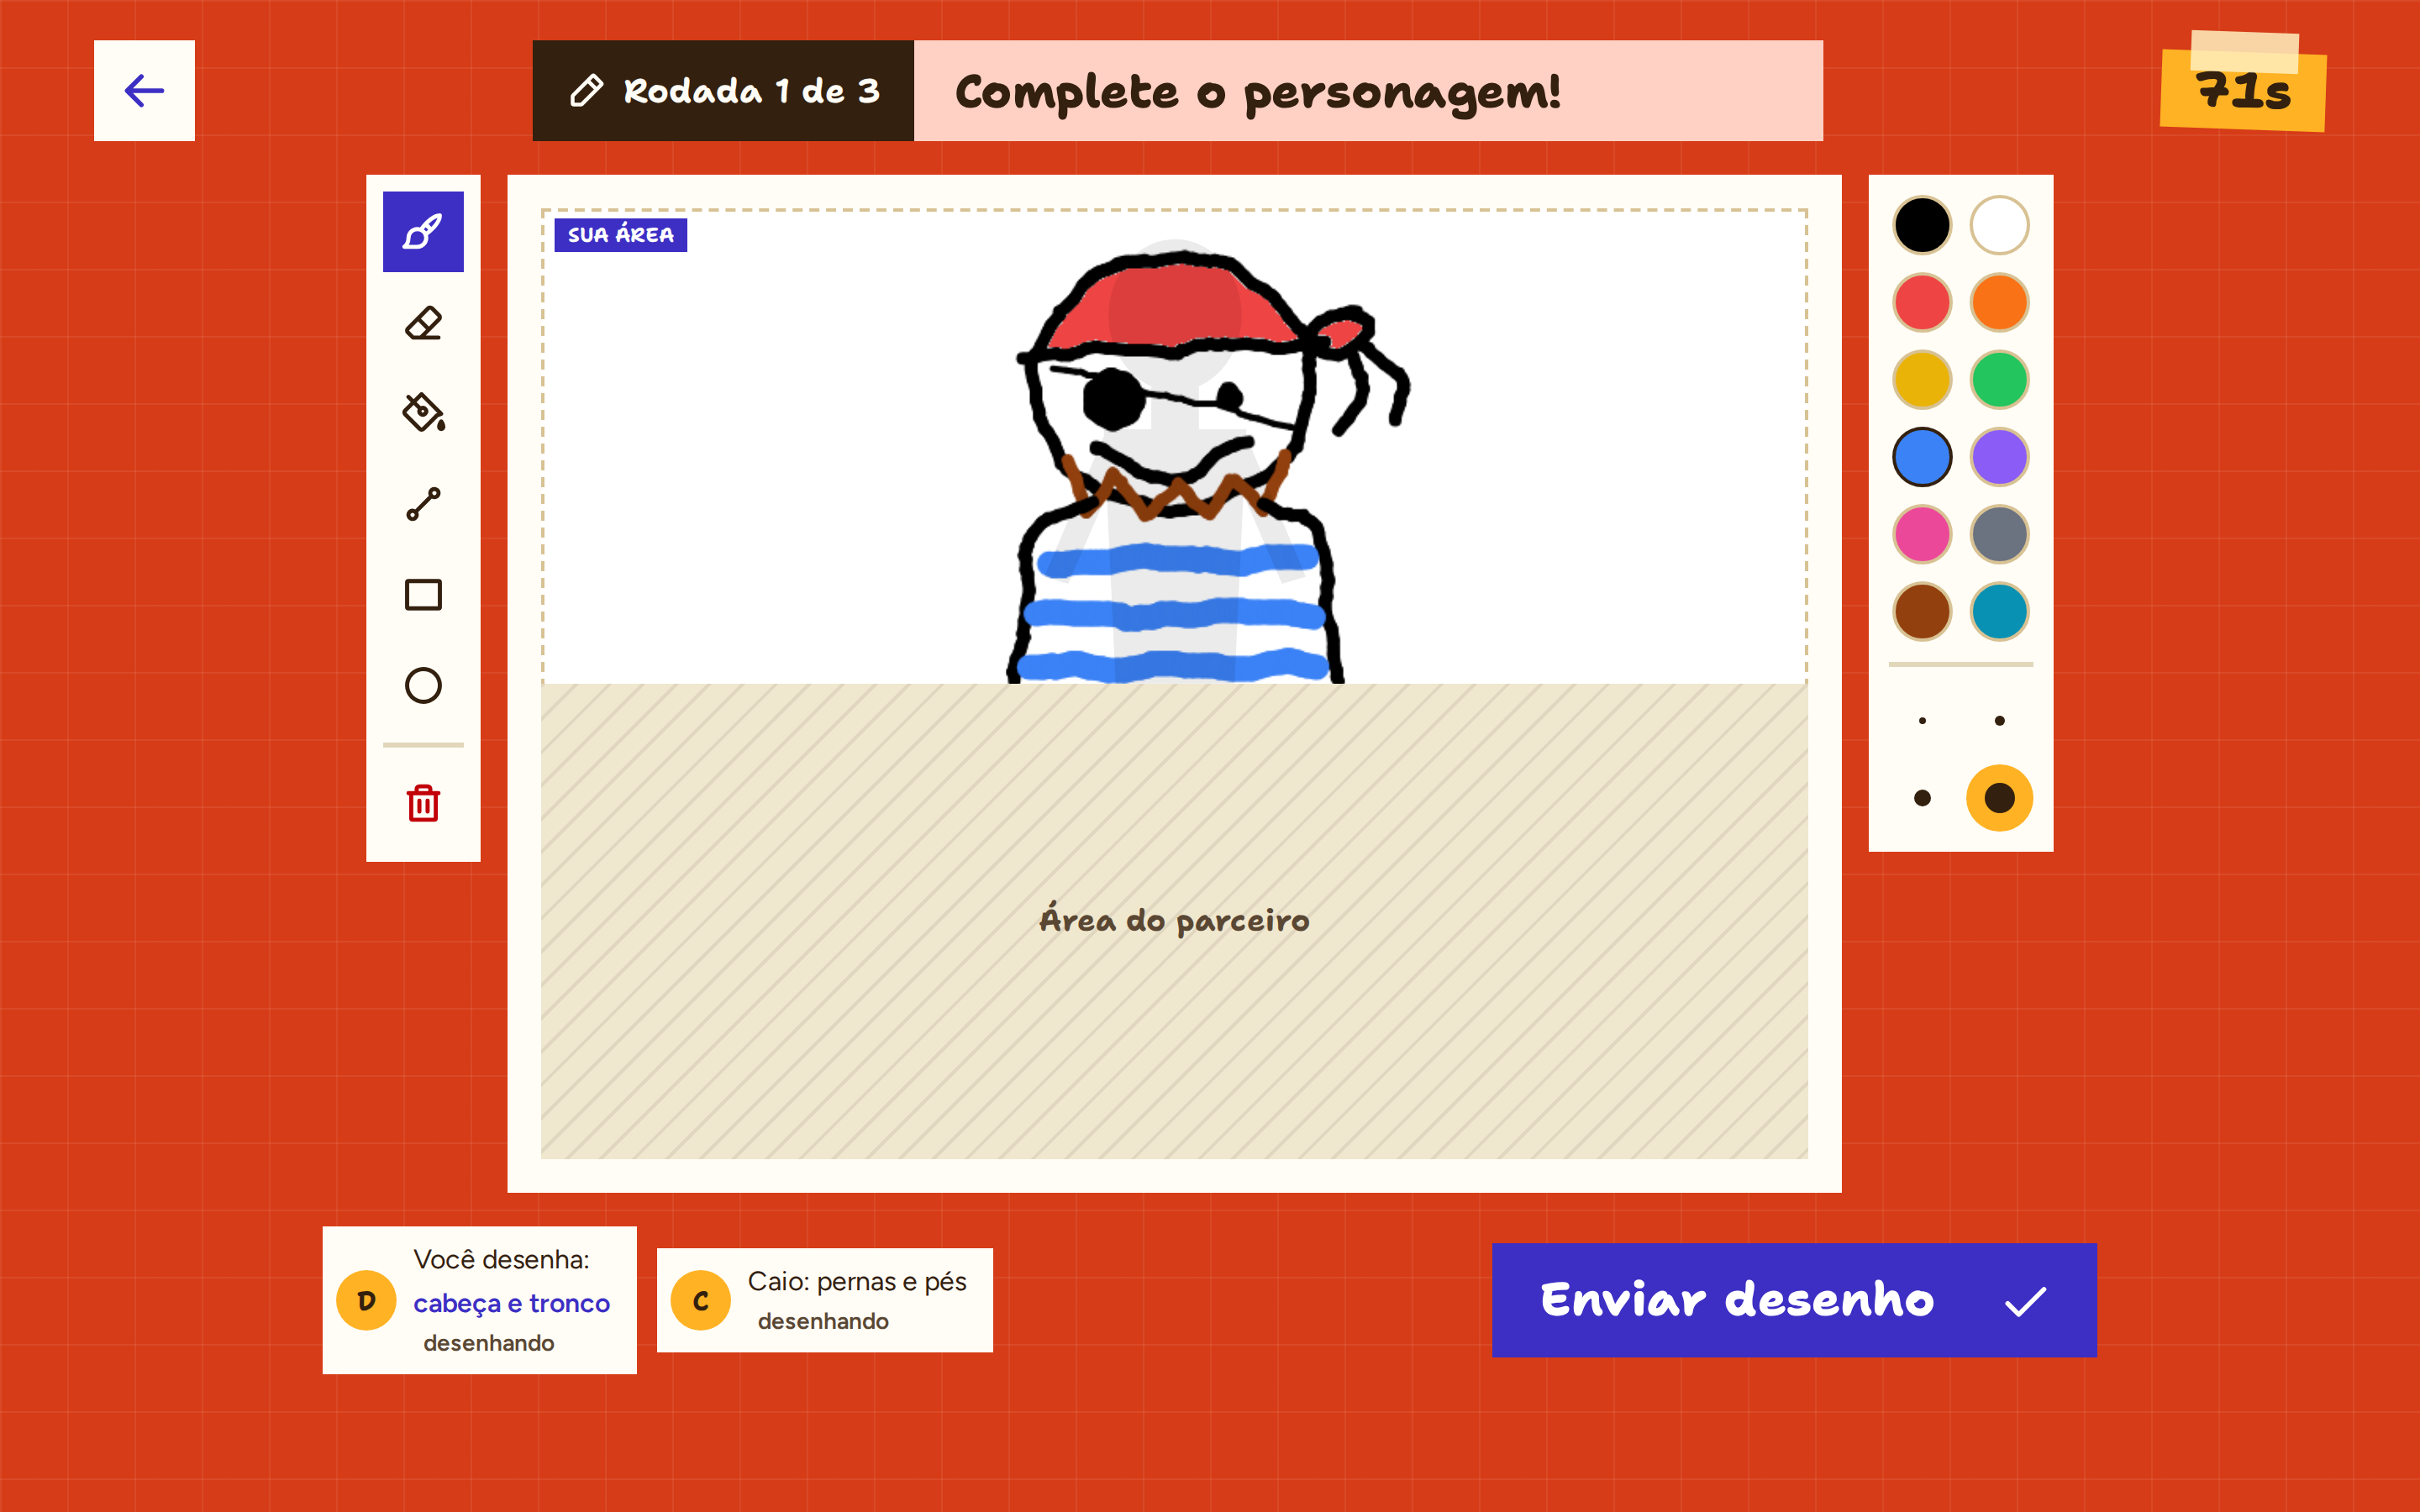 Rodada 1 de 3
Complete o personagem!
71s
SUA ÁREA
Área do parceiro
D
Você desenha:
cabeça e tronco
desenhando
C
Caio: pernas e pés
desenhando
Enviar desenho